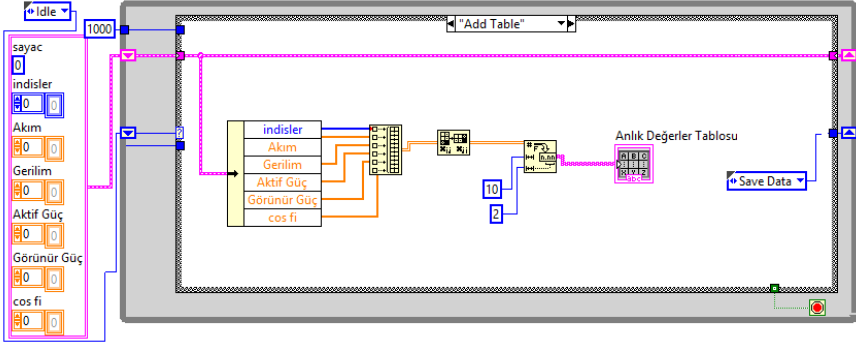 Idle
1000
"Add Table"
sayac
0
indisler
0 0
Akım
0 0
Gerilim
0 0
Aktif Güç
0 0
Görünür Güç
0 0
cos fi
0 0
?
indisler
Akım
Gerilim
Aktif Güç
Görünür Güç
cos fi
10
2
Anlık Değerler Tablosu
A B C
X Y Z
abc
Save Data